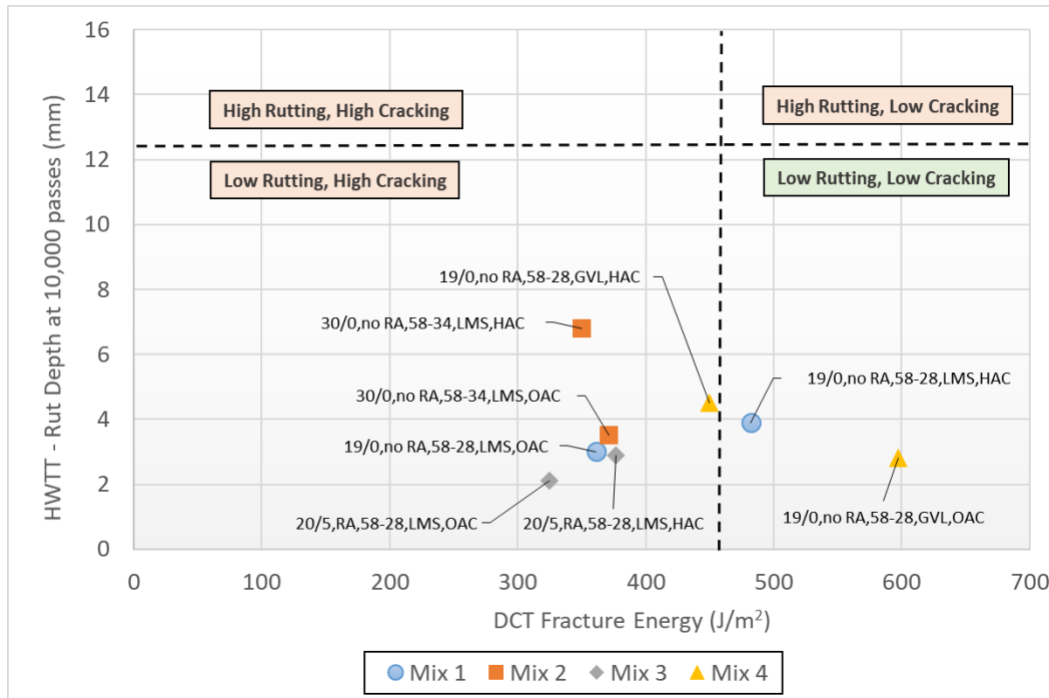 HWTT - Rut Depth at 10,000 passes (mm)
16
14
12
10
8
6
4
2
0
High Rutting, High Cracking
High Rutting, Low Cracking
Low Rutting, High Cracking
Low Rutting, Low Cracking
19/0,no RA,58-28,GVL,HAC
30/0,no RA,58-34,LMS,HAC
19/0,no RA,58-28,LMS,HAC
30/0,no RA,58-34,LMS,OAC
19/0,no RA,58-28,LMS,OAC
20/5,RA,58-28,LMS,OAC
20/5,RA,58-28,LMS,HAC
19/0,no RA,58-28,GVL,OAC
0 100 200 300 400 500 600 700
DCT Fracture Energy (J/m²)
Mix 1 Mix 2 Mix 3 Mix 4